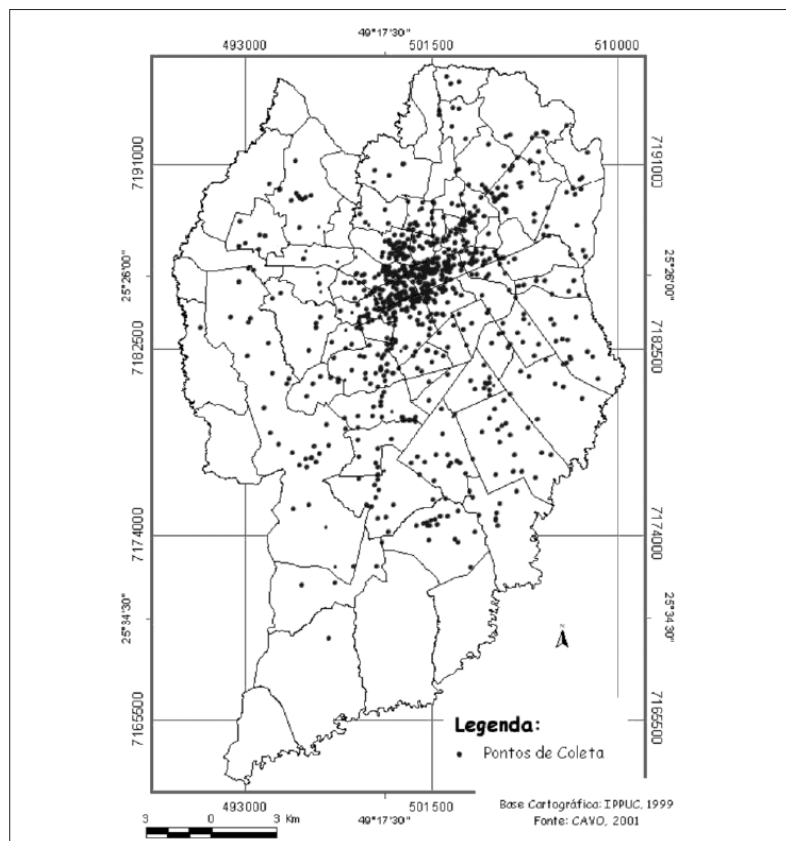 49°17'30"
493000 501500 510000
7191000 7191000
25°26'00" 25°26'00"
7182500 7182500
7174000 7174000
25°34'30" 25°34'30"
N
7165500 7165500
Legenda:
Pontos de Coleta
493000 501500
49°17'30"
3 0 3 Km
Base Cartográfica: IPPUC, 1999
Fonte: CAVO, 2001